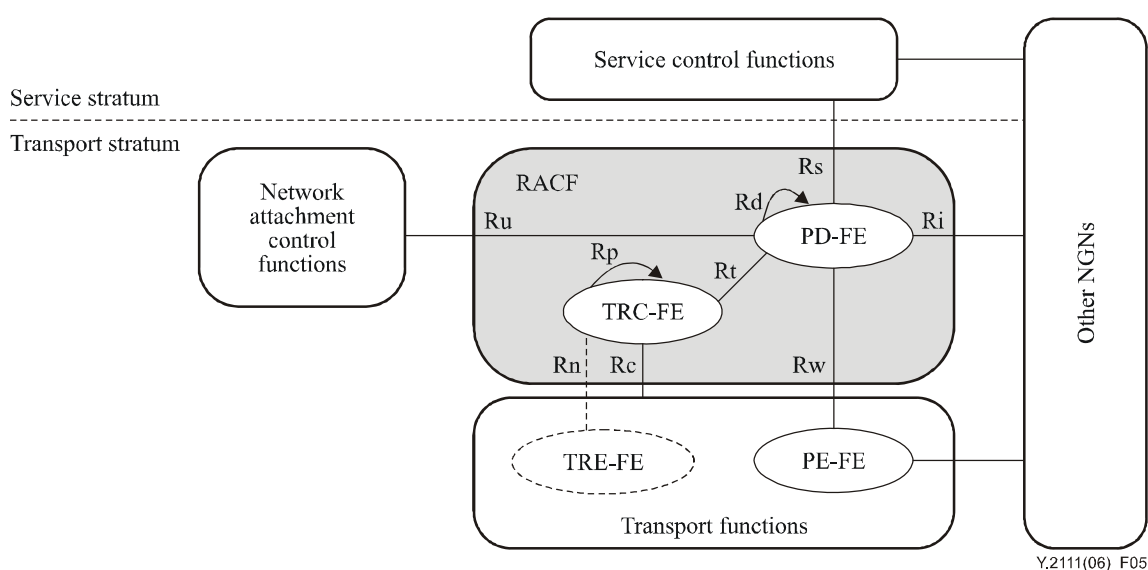 Service control functions
Service stratum
Transport stratum
Network
attachment
control
functions
RACF
Rs
Rd
Ru
PD-FE
Ri
Rp
Rt
TRC-FE
Rn
Rc
Rw
TRE-FE
PE-FE
Transport functions
Other NGNs
Y.2111(06)_F05